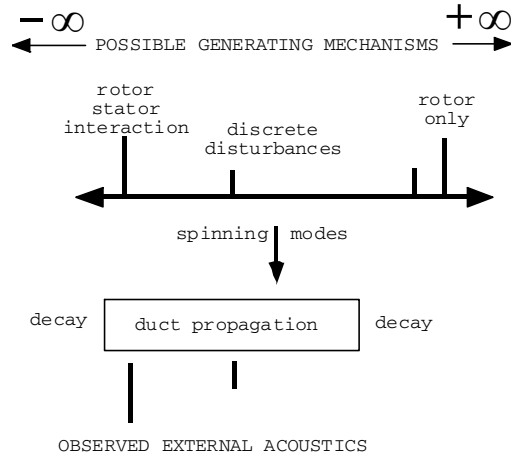 − ∞ + ∞
POSSIBLE GENERATING MECHANISMS
rotor
stator
interaction
discrete
disturbances
rotor
only
spinning modes
decay duct propagation decay
OBSERVED EXTERNAL ACOUSTICS